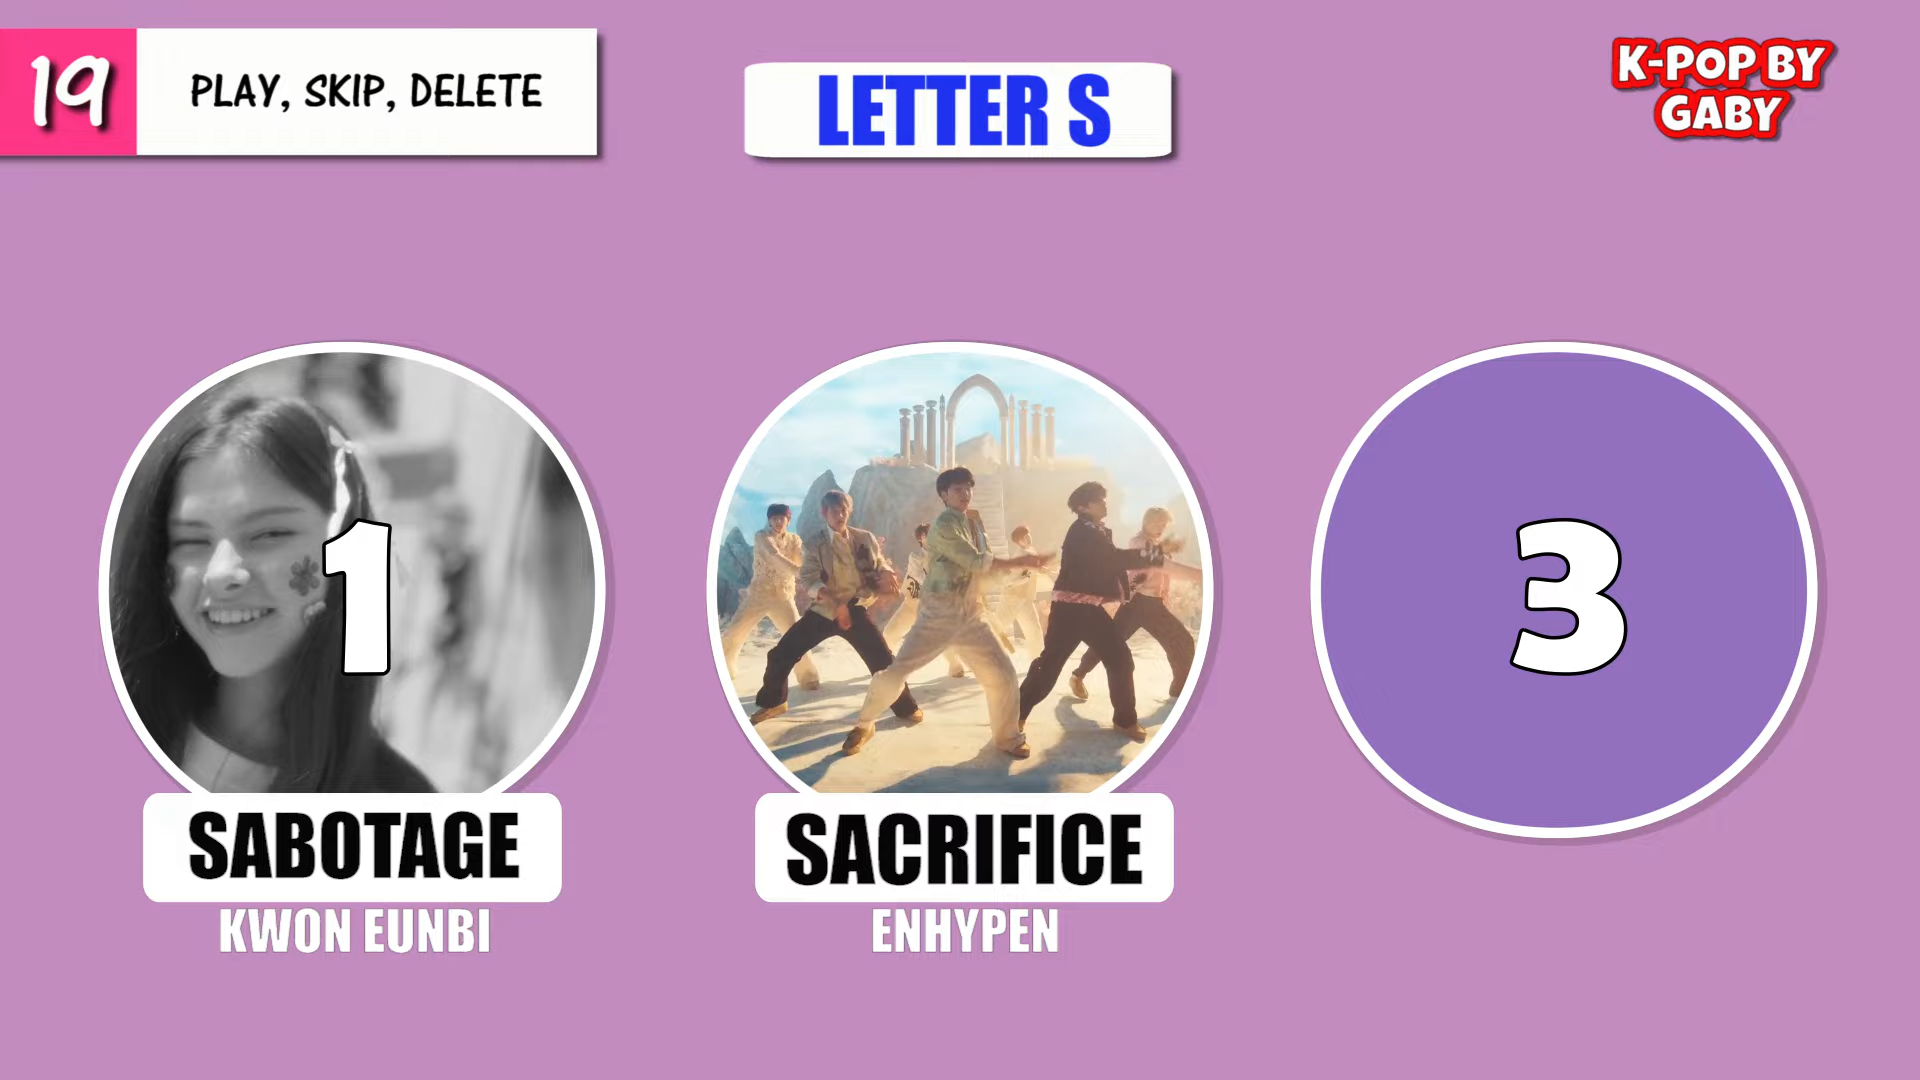 19
PLAY, SKIP, DELETE
LETTER S
K-POP BY
GABY
1
3
SABOTAGE
SACRIFICE
KWON EUNBI
ENHYPEN